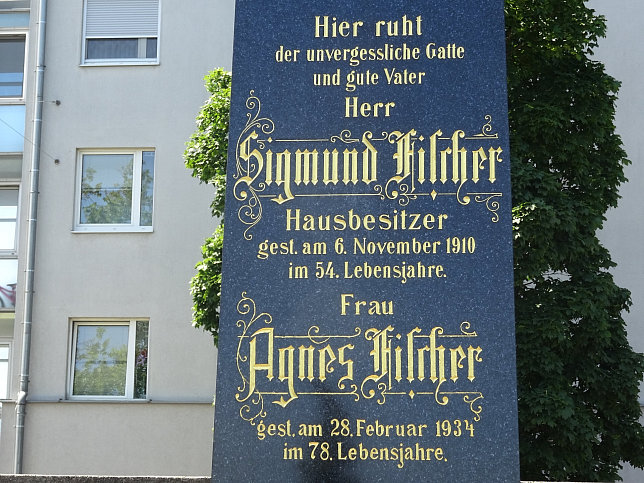 Hier ruht
der unvergessliche Gatte
und gute Vater
Herr
Sigmund Fiſcher
Hausbesitzer
gest. am 6. November 1910
im 54. Lebensjahre.
Frau
Agnes Fiſcher
gest. am 28. Februar 1934
im 78. Lebensjahre.